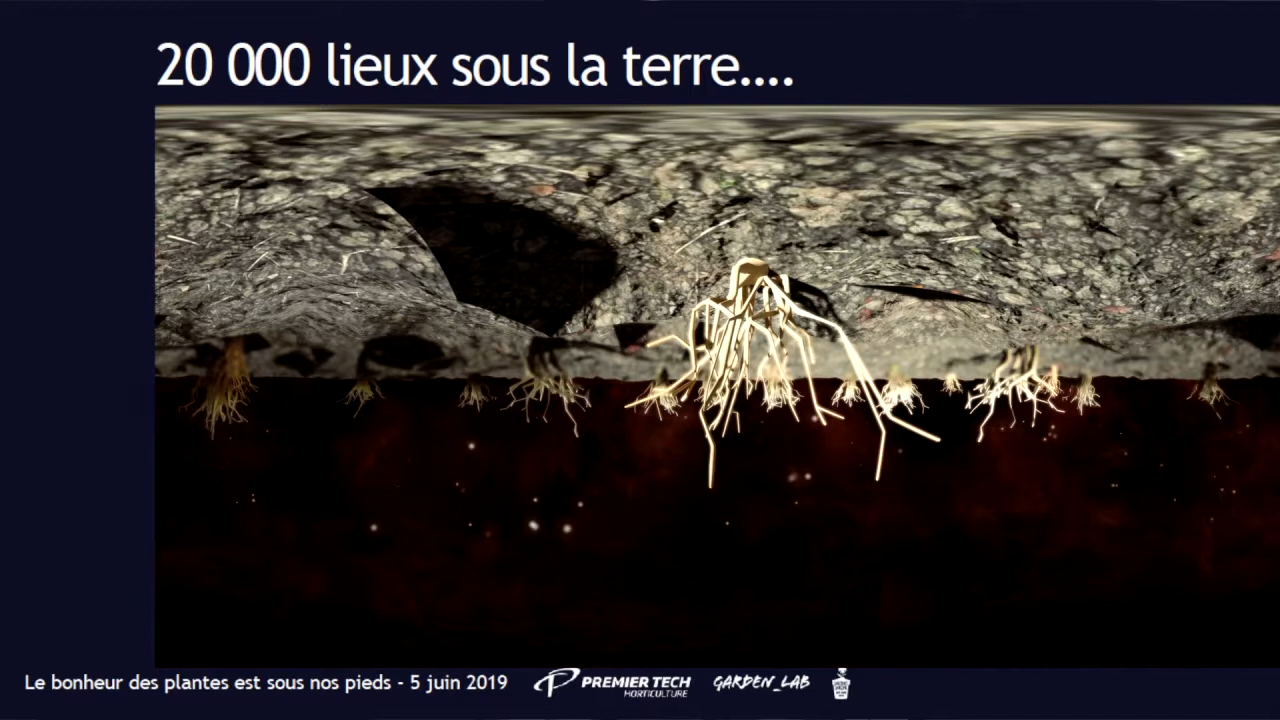 20 000 lieux sous la terre....
Le bonheur des plantes est sous nos pieds - 5 juin 2019
PREMIER TECH
HORTICULTURE
GARDEN_LAB